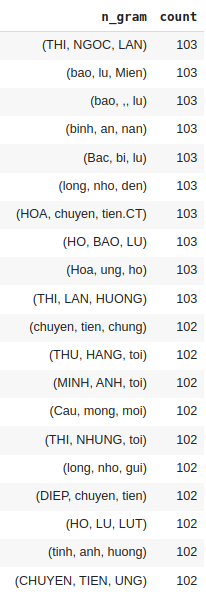 n_gram count
(THI, NGOC, LAN) 103
(bao, lu, Mien) 103
(bao, ,, lu) 103
(binh, an, nan) 103
(Bac, bi, lu) 103
(long, nho, den) 103
(HOA, chuyen, tien.CT) 103
(HO, BAO, LU) 103
(Hoa, ung, ho) 103
(THI, LAN, HUONG) 103
(chuyen, tien, chung) 102
(THU, HANG, toi) 102
(MINH, ANH, toi) 102
(Cau, mong, moi) 102
(THI, NHUNG, toi) 102
(long, nho, gui) 102
(DIEP, chuyen, tien) 102
(HO, LU, LUT) 102
(tinh, anh, huong) 102
(CHUYEN, TIEN, UNG) 102